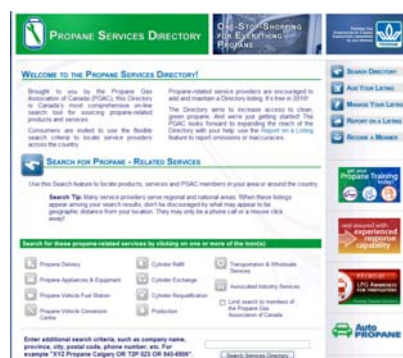 PROPANE SERVICES DIRECTORY
ONE-STOP-SHOPPING
FOR EVERYTHING
PROPANE
WELCOME TO THE PROPANE SERVICES DIRECTORY!
Brought to you by the Propane Gas
Association of Canada (PGAC), this Directory
is Canada's most comprehensive on-line
search tool for sourcing propane-related
products and services.
Consumers are invited to use the flexible
search criteria to locate service providers
across the country.
Propane-related service providers are encouraged to
add and maintain a Directory listing. It's free in 2010!
The Directory aims to increase access to clean,
green propane. And we're just getting started! The
PGAC looks forward to expanding the reach of the
Directory with your help: use the Report on a Listing
feature to report omissions or inaccuracies.
SEARCH FOR PROPANE - RELATED SERVICES
Use this Search feature to locate products, services and PGAC members in your area or around the country.
Search Tip: Many service providers serve regional and national areas. When these listings
appear among your search results, don't be discouraged by what may appear to be
geographic distance from your location. They may only be a phone call or a mouse click
away!
Search for these propane-related services by clicking on one or more of the icon(s):
Propane Delivery
Propane Appliances & Equipment
Propane Vehicle Fuel Station
Propane Vehicle Conversion
Centre
Cylinder Refill
Cylinder Exchange
Cylinder Requalification
Production
Transportation & Wholesale
Services
Associated Industry Services
Limit search to members of
the Propane Gas
Association of Canada.
Enter additional search criteria, such as company name,
province, city, postal code, phone number, etc. For
example "XYZ Propane Calgary OR T2P 0Z3 OR 543-6500".
Search Services Directory
SEARCH DIRECTORY
ADD YOUR LISTING
MANAGE YOUR LISTING
REPORT ON A LISTING
BECOME A MEMBER
get your
Propane Training
today!
rest assured with
experienced
response
capability
LPG AWARENESS
FOR FIREFIGHTERS
Auto
PROPANE